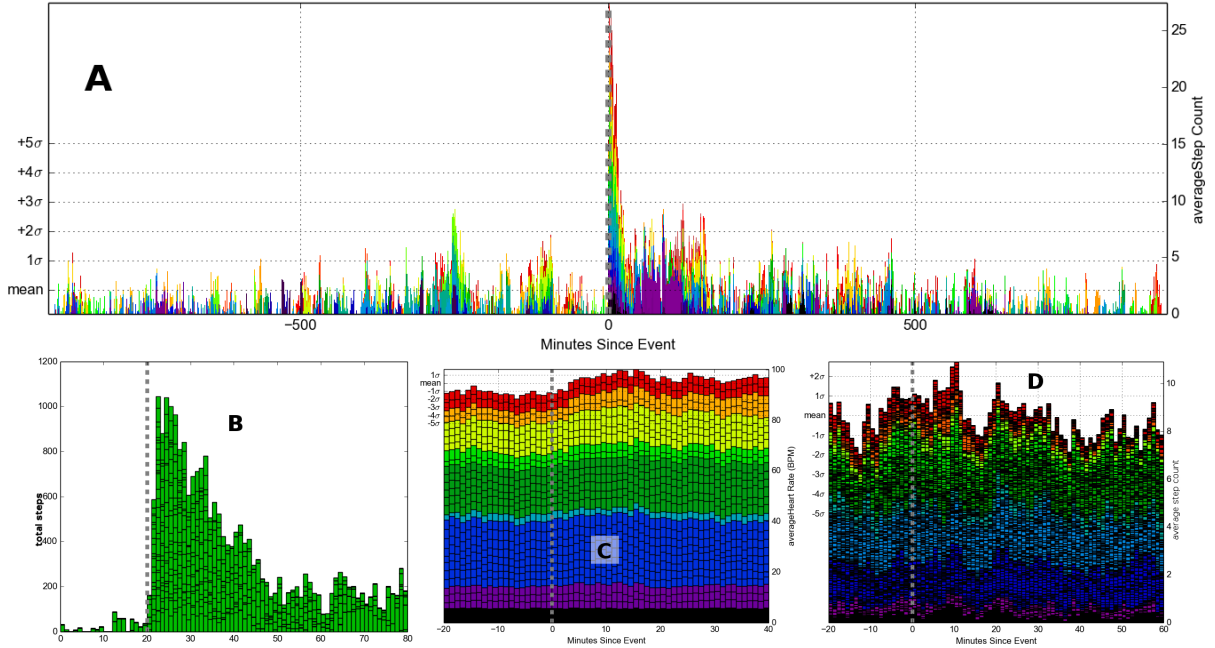 A
+5σ
+4σ
+3σ
+2σ
1σ
mean
25
20
15
10
5
0
averageStep Count
−500
0
500
Minutes Since Event
B
1200
1000
800
600
400
200
0
total steps
0 10 20 30 40 50 60 70 80
C
1σ
mean
−1σ
−2σ
−3σ
−4σ
−5σ
100
80
60
40
20
0
averageHeart Rate (BPM)
−20 −10 0 10 20 30 40
Minutes Since Event
D
+2σ
1σ
mean
−1σ
−2σ
−3σ
−4σ
−5σ
10
8
6
4
2
0
average step count
−20 −10 0 10 20 30 40 50 60
Minutes Since Event